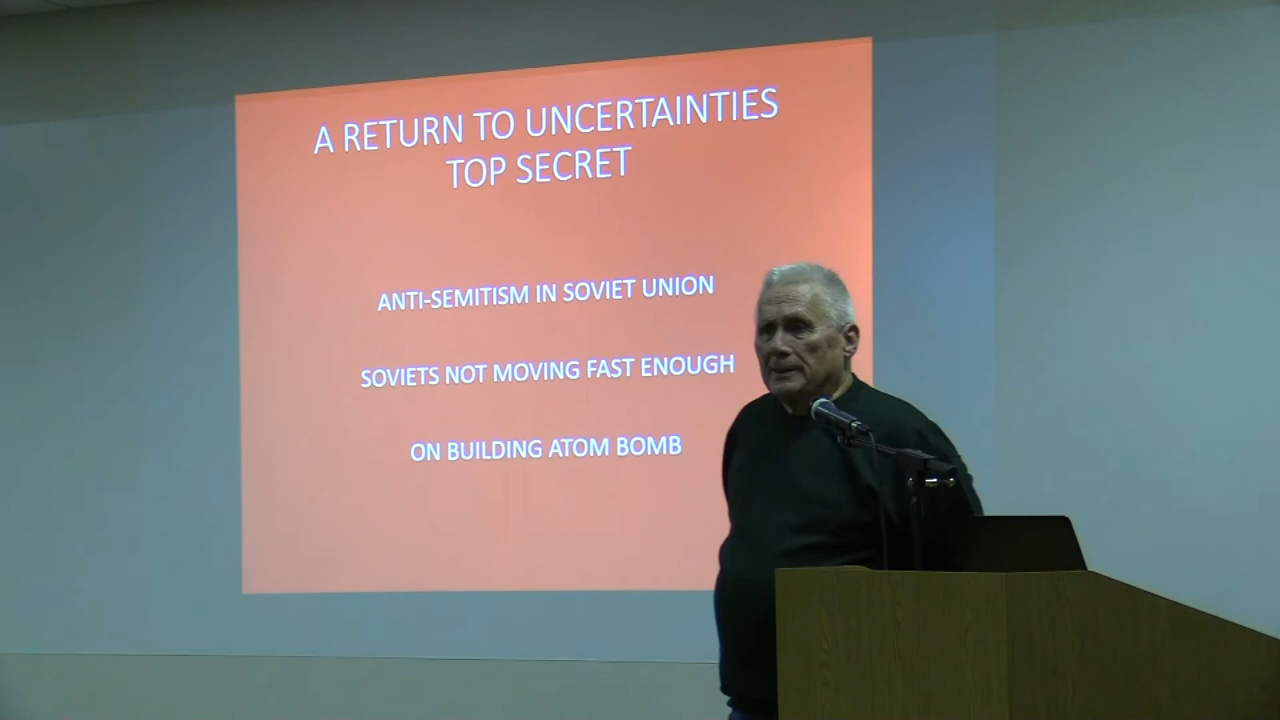 A RETURN TO UNCERTAINTIES
TOP SECRET
ANTI-SEMITISM IN SOVIET UNION
SOVIETS NOT MOVING FAST ENOUGH
ON BUILDING ATOM BOMB